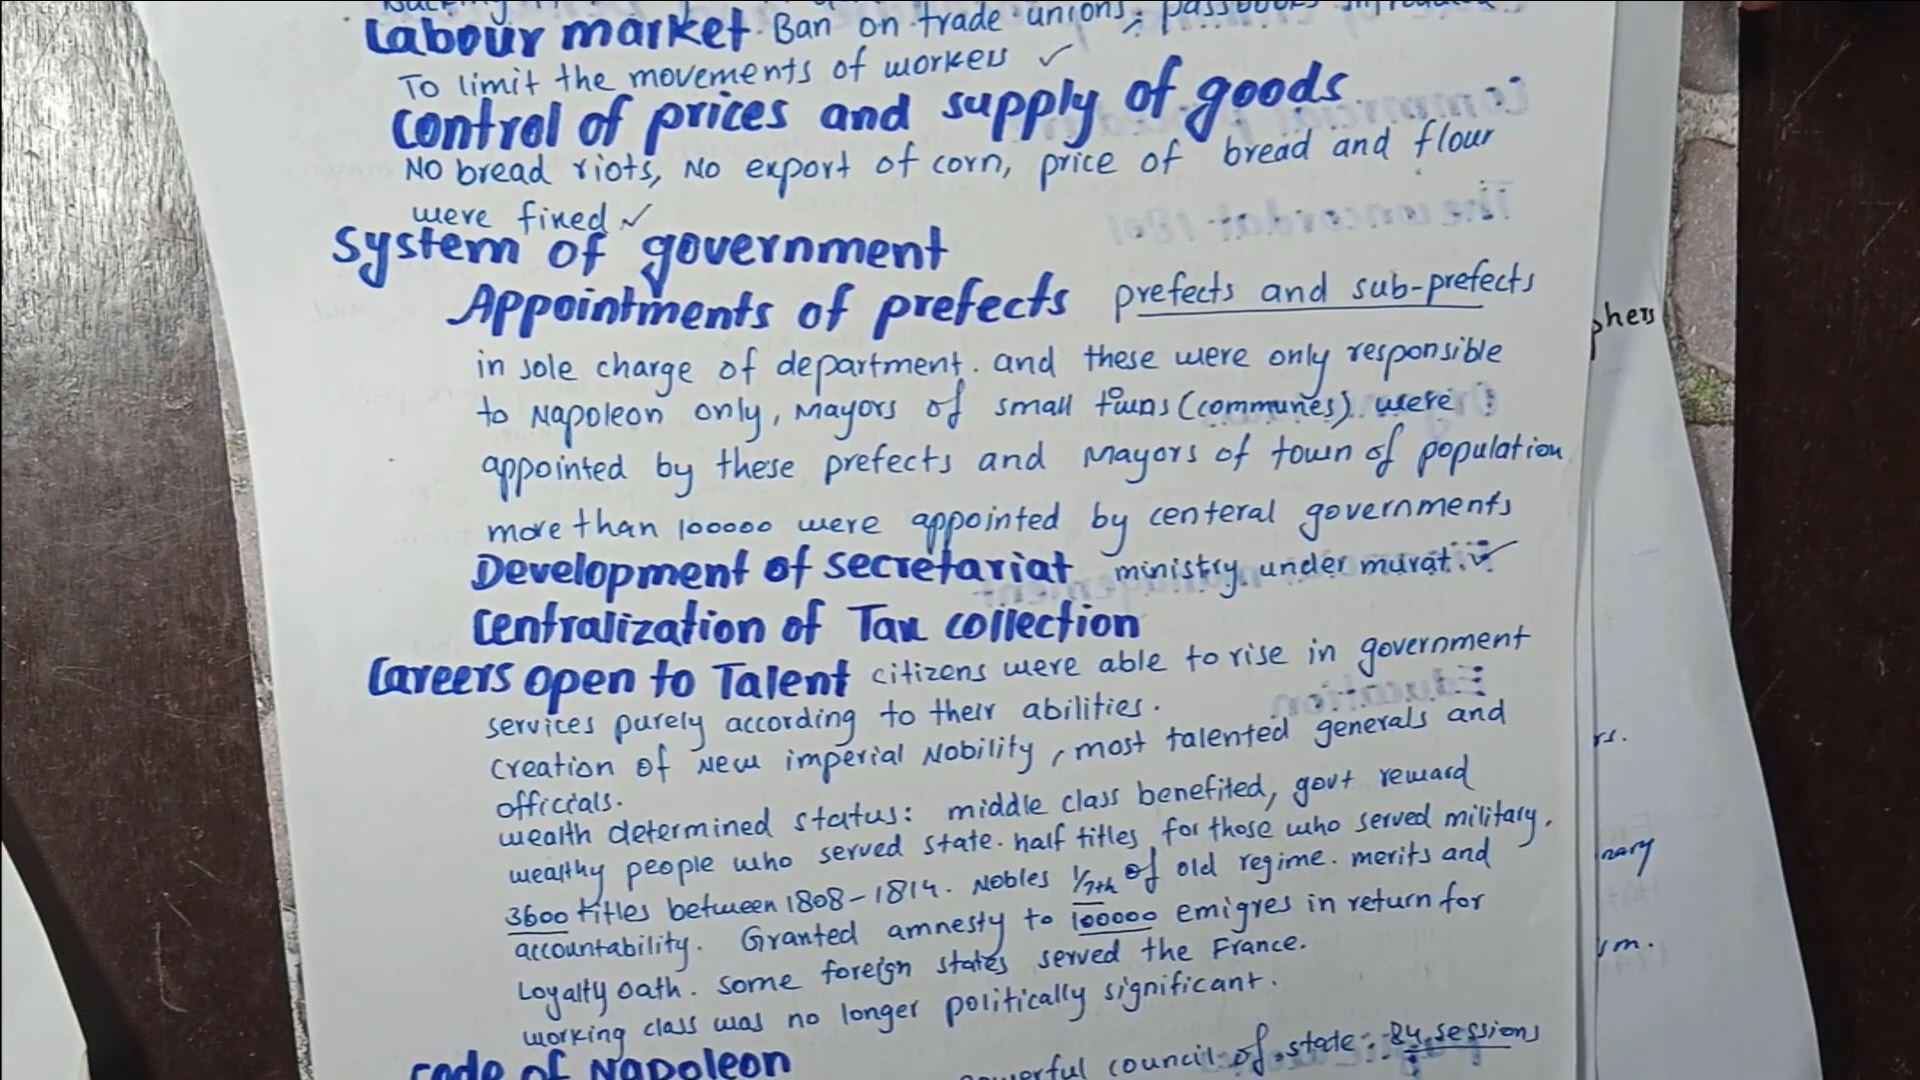 Labour market. Ban on trade unions, passbooks
To limit the movements of workers ✓
Control of prices and supply of goods
No bread riots, No export of corn, price of bread and flour
were fixed ✓
System of government
Appointments of prefects prefects and sub-prefects
in sole charge of department. and these were only responsible
to Napoleon only, Mayors of small towns (communes) were
appointed by these prefects and Mayors of town of population
more than 100000 were appointed by centeral governments
Development of secretariat ministry under murat. ✓
Centralization of Tax collection
Careers open to Talent citizens were able to rise in government
services purely according to their abilities.
Creation of New imperial Nobility, most talented generals and
officials.
wealth determined status: middle class benefited, govt reward
wealthy people who served state. half titles for those who served military.
3600 titles between 1808-1814. Nobles 1/7th of old regime. merits and
accountability. Granted amnesty to 100000 emigres in return for
Loyalty oath. some foreign states served the France.
working class was no longer politically significant.
code of Napoleon powerful council of state. 84 sessions
phers
rs.
nary
sm.